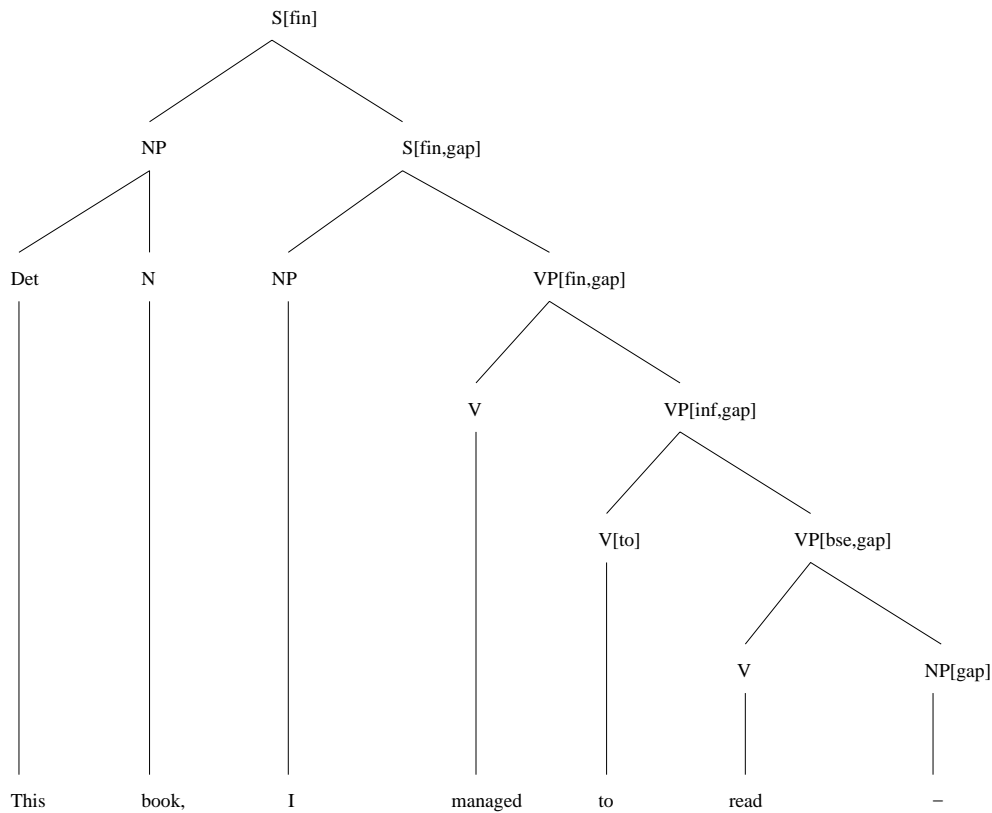 S[fin]
NP S[fin,gap]
Det N NP VP[fin,gap]
V VP[inf,gap]
V[to] VP[bse,gap]
V NP[gap]
This book, I managed to read –